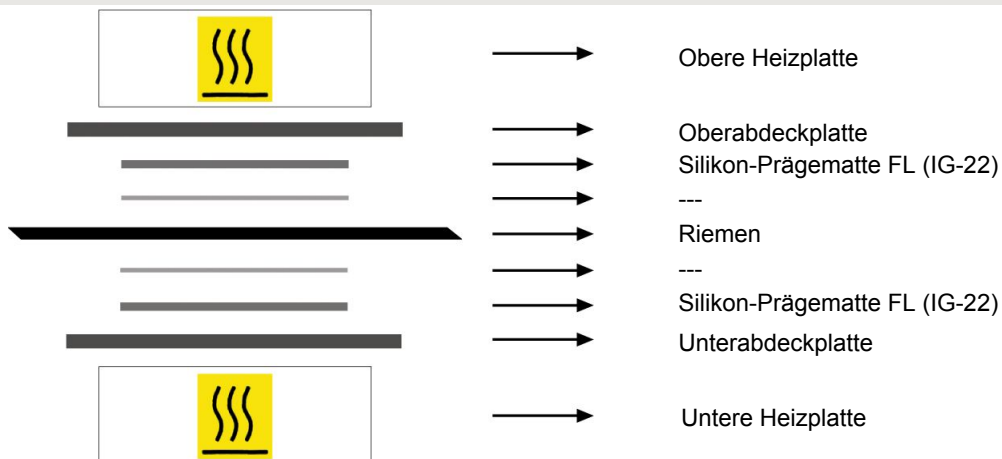 Obere Heizplatte
Oberabdeckplatte
Silikon-Prägematte FL (IG-22)
---
Riemen
---
Silikon-Prägematte FL (IG-22)
Unterabdeckplatte
Untere Heizplatte